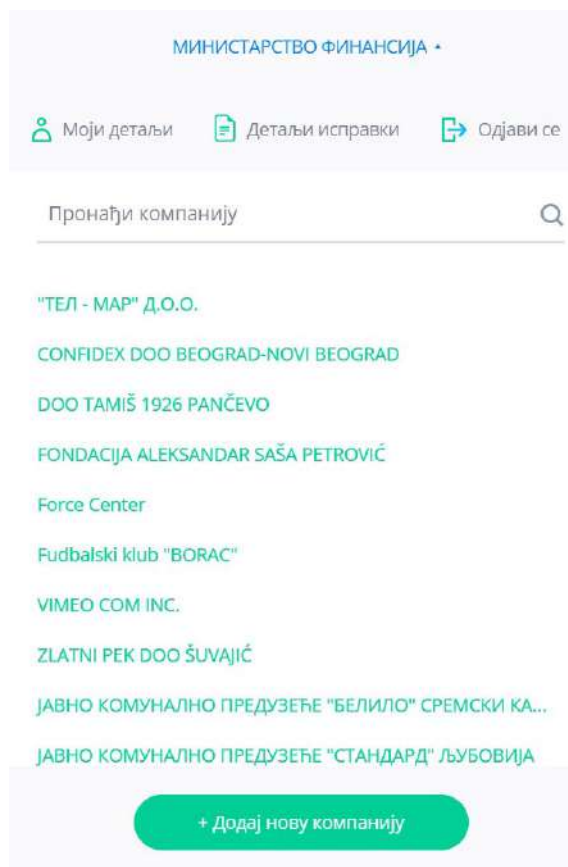 МИНИСТАРСТВО ФИНАНСИЈА
Моји детаљи Детаљи исправки Одјави се
Пронађи компанију
"ТЕЛ - МАР" Д.О.О.
CONFIDEX DOO BEOGRAD-NOVI BEOGRAD
DOO TAMIŠ 1926 PANČEVO
FONDACIJA ALEKSANDAR SAŠA PETROVIĆ
Force Center
Fudbalski klub "BORAC"
VIMEO COM INC.
ZLATNI PEK DOO ŠUVAJIĆ
ЈАВНО КОМУНАЛНО ПРЕДУЗЕЋЕ "БЕЛИЛО" СРЕМСКИ КА...
ЈАВНО КОМУНАЛНО ПРЕДУЗЕЋЕ "СТАНДАРД" ЉУБОВИЈА
+ Додај нову компанију